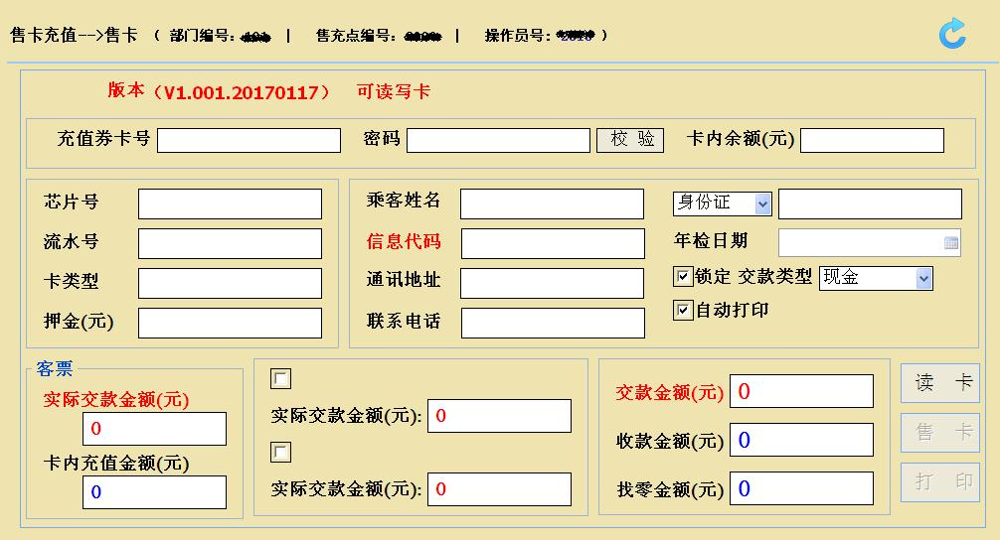 售卡充值-->售卡 ( 部门编号: | 售充点编号: | 操作员号: )
版本（V1.001.20170117） 可读写卡
充值券卡号 密码 校 验 卡内余额(元)
芯片号
流水号
卡类型
押金(元)
乘客姓名 身份证
信息代码 年检日期
通讯地址 锁定 交款类型 现金
联系电话 自动打印
客票
实际交款金额(元)
0
卡内充值金额(元)
0
实际交款金额(元): 0
实际交款金额(元): 0
交款金额(元) 0
收款金额(元) 0
找零金额(元) 0
读 卡
售 卡
打 印